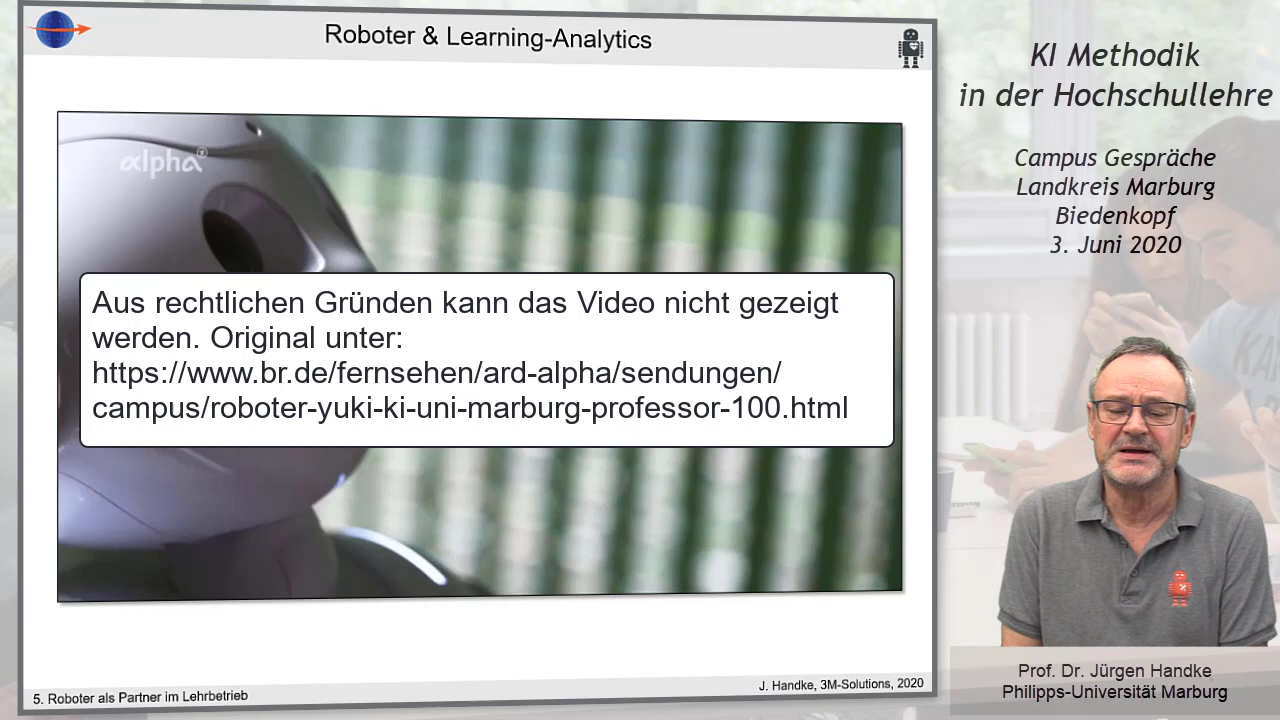 Roboter & Learning-Analytics
alpha
Aus rechtlichen Gründen kann das Video nicht gezeigt
werden. Original unter:
https://www.br.de/fernsehen/ard-alpha/sendungen/
campus/roboter-yuki-ki-uni-marburg-professor-100.html
5. Roboter als Partner im Lehrbetrieb
J. Handke, 3M-Solutions, 2020
KI Methodik
in der Hochschullehre
Campus Gespräche
Landkreis Marburg
Biedenkopf
3. Juni 2020
Prof. Dr. Jürgen Handke
Philipps-Universität Marburg